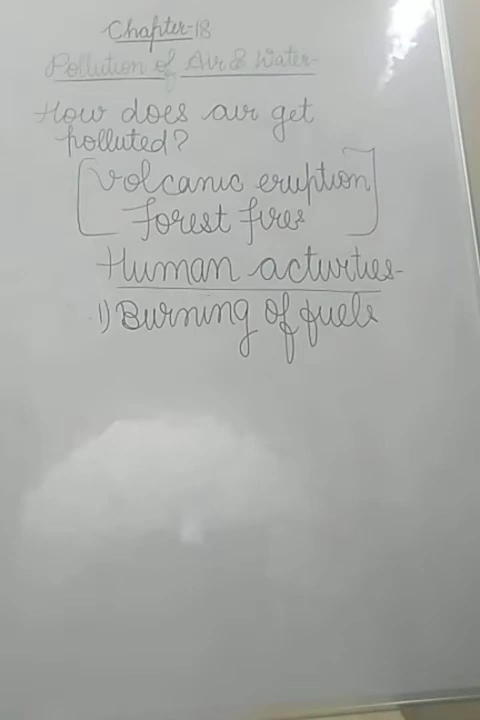 Chapter-18
Pollution of Air & Water-
How does air get
polluted?
Volcanic eruption
Forest fires
Human activities-
1) Burning of fuels